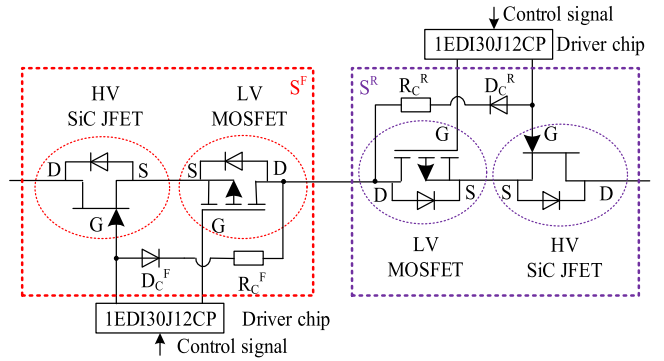 Control signal
1EDI30J12CP Driver chip
S^F
HV
SiC JFET
LV
MOSFET
S^R
R_C^R
D_C^R
G
G
D
S
S
D
D
S
S
D
G
G
D_C^F
R_C^F
LV
MOSFET
HV
SiC JFET
1EDI30J12CP Driver chip
Control signal